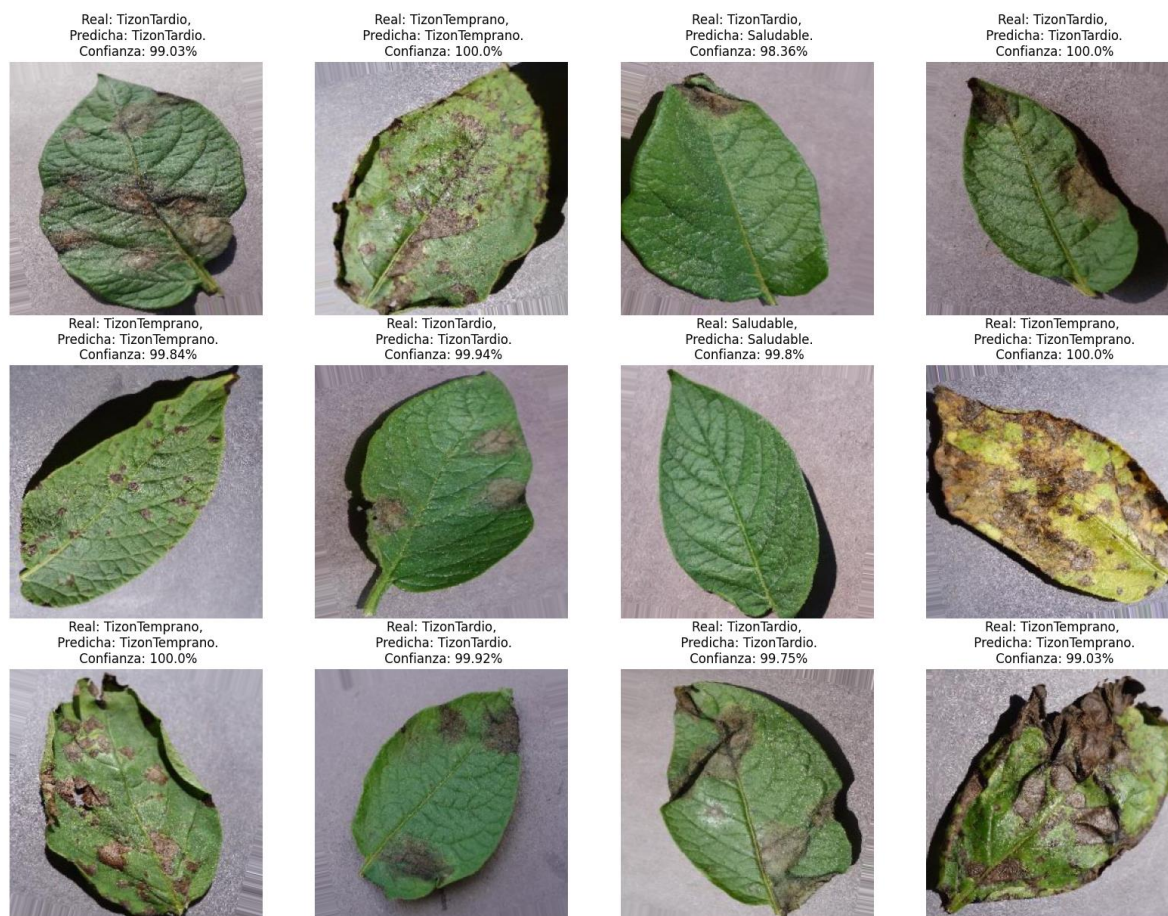 Real: TizonTardio,
Predicha: TizonTardio.
Confianza: 99.03%
Real: TizonTemprano,
Predicha: TizonTemprano.
Confianza: 100.0%
Real: TizonTardio,
Predicha: Saludable.
Confianza: 98.36%
Real: TizonTardio,
Predicha: TizonTardio.
Confianza: 100.0%
Real: TizonTemprano,
Predicha: TizonTemprano.
Confianza: 99.84%
Real: TizonTardio,
Predicha: TizonTardio.
Confianza: 99.94%
Real: Saludable,
Predicha: Saludable.
Confianza: 99.8%
Real: TizonTemprano,
Predicha: TizonTemprano.
Confianza: 100.0%
Real: TizonTemprano,
Predicha: TizonTemprano.
Confianza: 100.0%
Real: TizonTardio,
Predicha: TizonTardio.
Confianza: 99.92%
Real: TizonTardio,
Predicha: TizonTardio.
Confianza: 99.75%
Real: TizonTemprano,
Predicha: TizonTemprano.
Confianza: 99.03%